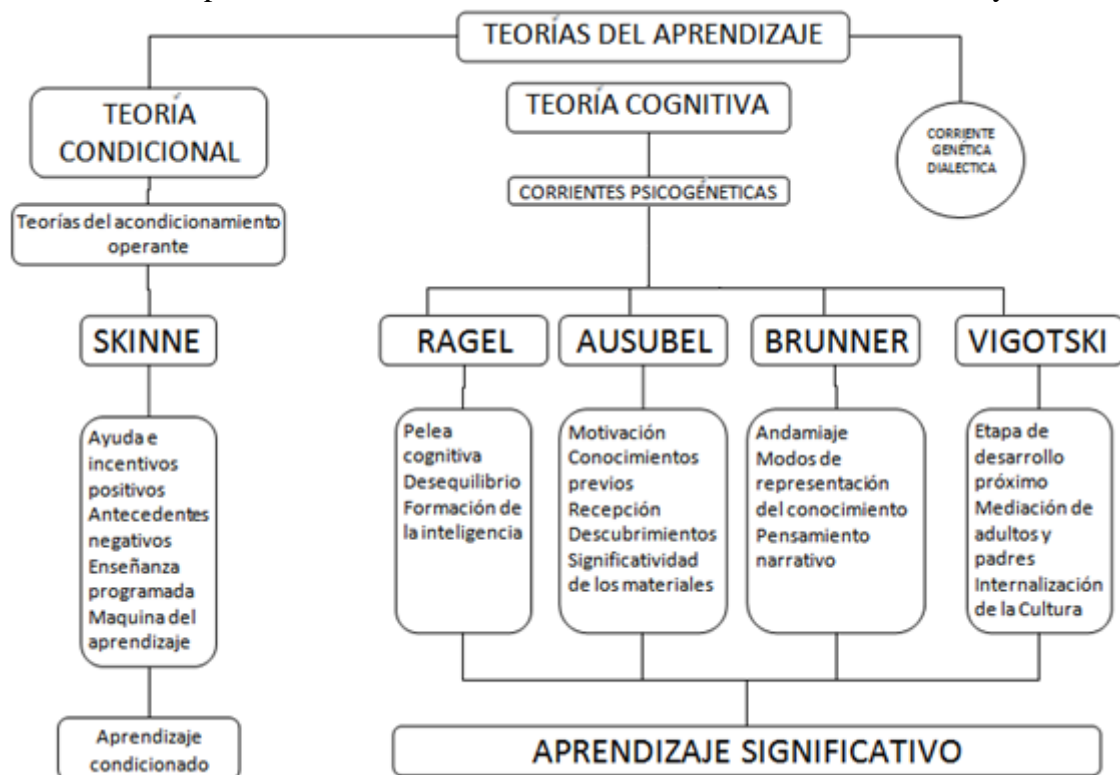 TEORÍAS DEL APRENDIZAJE
TEORÍA
CONDICIONAL
TEORÍA COGNITIVA
CORRIENTE
GENÉTICA
DIALECTICA
CORRIENTES PSICOGÉNETICAS
Teorías del acondicionamiento
operante
SKINNE
RAGEL
AUSUBEL
BRUNNER
VIGOTSKI
Ayuda e
incentivos
positivos
Antecedentes
negativos
Enseñanza
programada
Maquina del
aprendizaje
Pelea
cognitiva
Desequilibrio
Formación de
la inteligencia
Motivación
Conocimientos
previos
Recepción
Descubrimientos
Significatividad
de los materiales
Andamiaje
Modos de
representación
del conocimiento
Pensamiento
narrativo
Etapa de
desarrollo
próximo
Mediación de
adultos y
padres
Internalización
de la Cultura
Aprendizaje
condicionado
APRENDIZAJE SIGNIFICATIVO